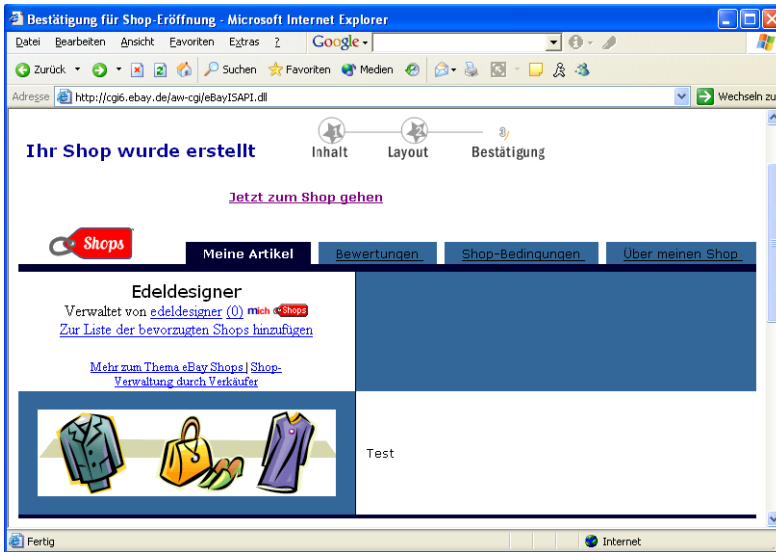 Bestätigung für Shop-Eröffnung - Microsoft Internet Explorer
Datei Bearbeiten Ansicht Favoriten Extras ? Google
Zurück Suchen Favoriten Medien
Adresse http://cgi6.ebay.de/aw-cgi/eBayISAPI.dll Wechseln zu
Ihr Shop wurde erstellt
1 2 3
Inhalt Layout Bestätigung
Jetzt zum Shop gehen
Shops
Meine Artikel Bewertungen Shop-Bedingungen Über meinen Shop
Edeldesigner
Verwaltet von edeldesigner (0) mich Shops
Zur Liste der bevorzugten Shops hinzufügen
Mehr zum Thema eBay Shops | Shop-
Verwaltung durch Verkäufer
Test
Fertig Internet